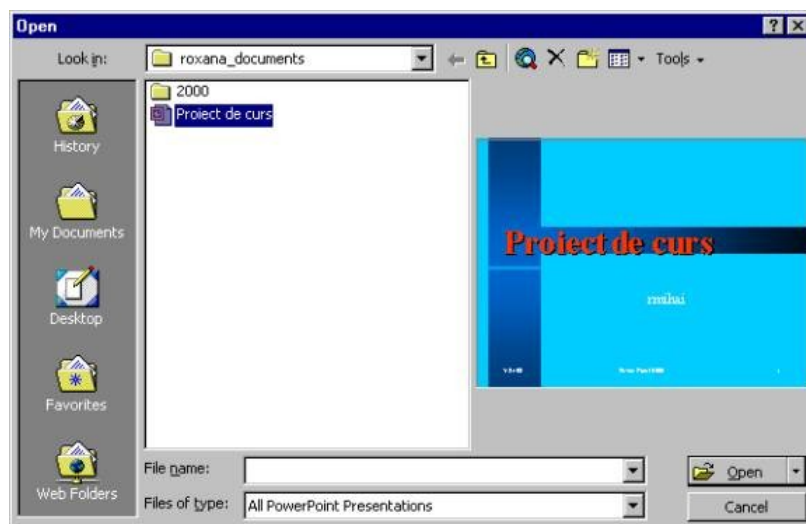 Open
Look in:
roxana_documents
Tools
2000
Proiect de curs
History
My Documents
Desktop
Favorites
Web Folders
Proiect de curs
rmihai
File name:
Open
Files of type:
All PowerPoint Presentations
Cancel